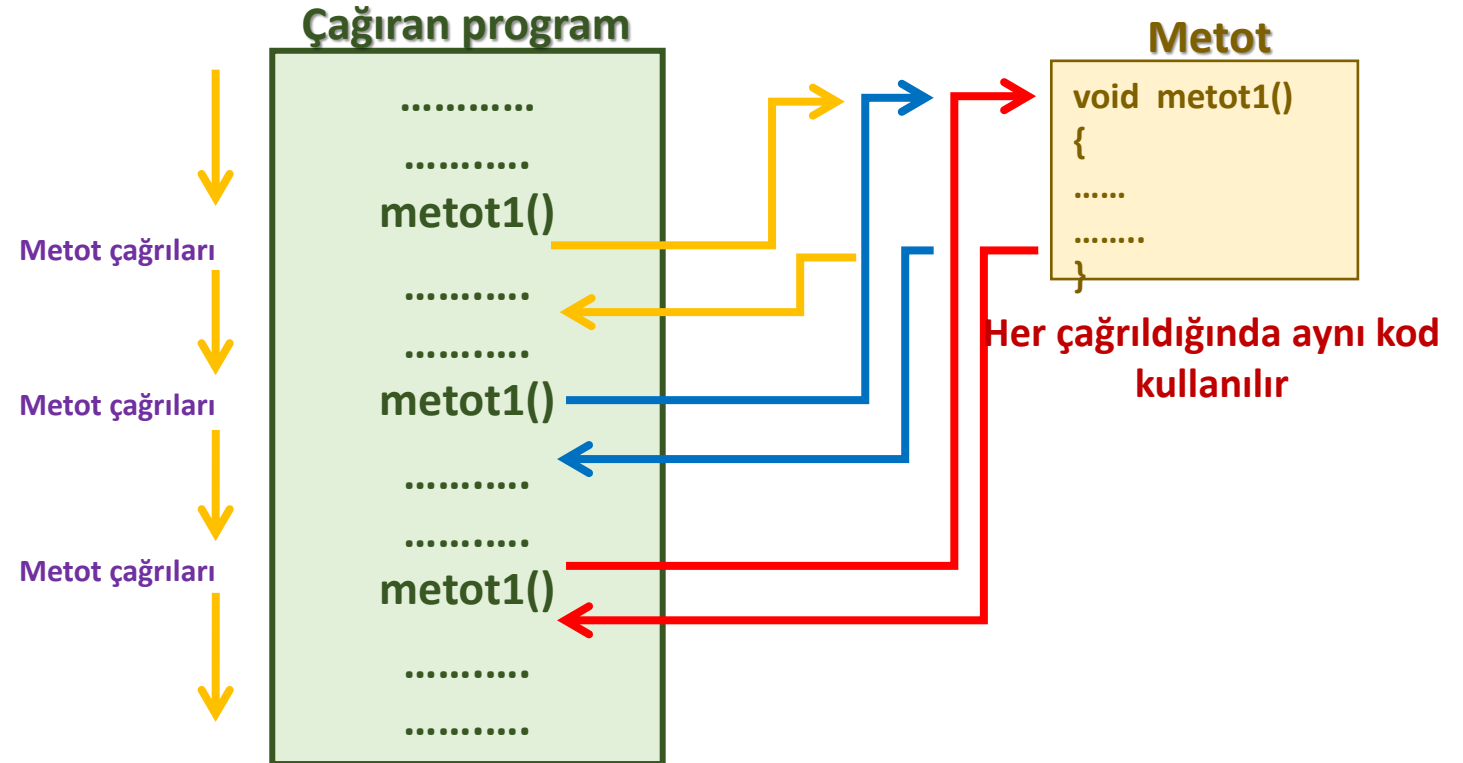 Çağıran program
............
...........
metot1()
...........
...........
metot1()
...........
...........
metot1()
...........
...........
Metot çağrıları
Metot çağrıları
Metot çağrıları
Metot
void metot1()
{
......
........
}
Her çağrıldığında aynı kod
kullanılır